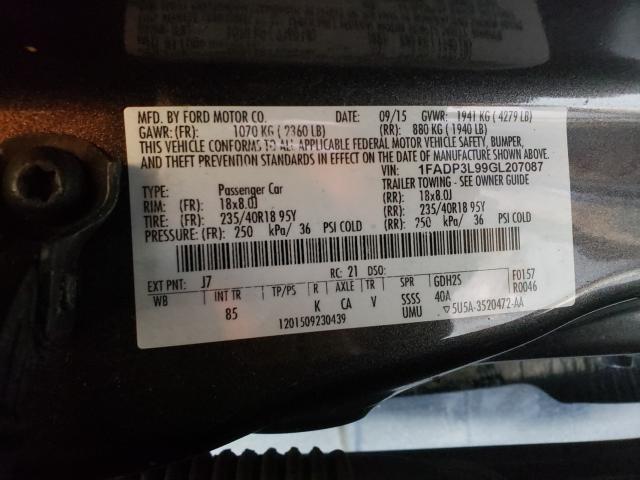 MFD. BY FORD MOTOR CO. DATE: 09/15 GVWR: 1941 KG ( 4279 LB)
GAWR: (FR): 1070 KG ( 2360 LB) (RR): 880 KG ( 1940 LB)
THIS VEHICLE CONFORMS TO ALL APPLICABLE FEDERAL MOTOR VEHICLE SAFETY, BUMPER,
AND THEFT PREVENTION STANDARDS IN EFFECT ON THE DATE OF MANUFACTURE SHOWN ABOVE.
VIN: 1FADP3L99GL207087
TYPE: Passenger Car TRAILER TOWING - SEE OWNER GUIDE
RIM: (FR): 18x8.0J (RR): 18x8.0J
TIRE: (FR): 235/40R18 95Y (RR): 235/40R18 95Y
PRESSURE: (FR): 250 kPa/ 36 PSI COLD (RR): 250 kPa/ 36 PSI COLD
EXT PNT: J7 RC: 21 DSO: F0157
WB INT TR TP/PS R AXLE TR SPR GDH2S R0046
85 K CA V SSSS 40A
UMU ▽5U5A-3520472-AA
1201509230439